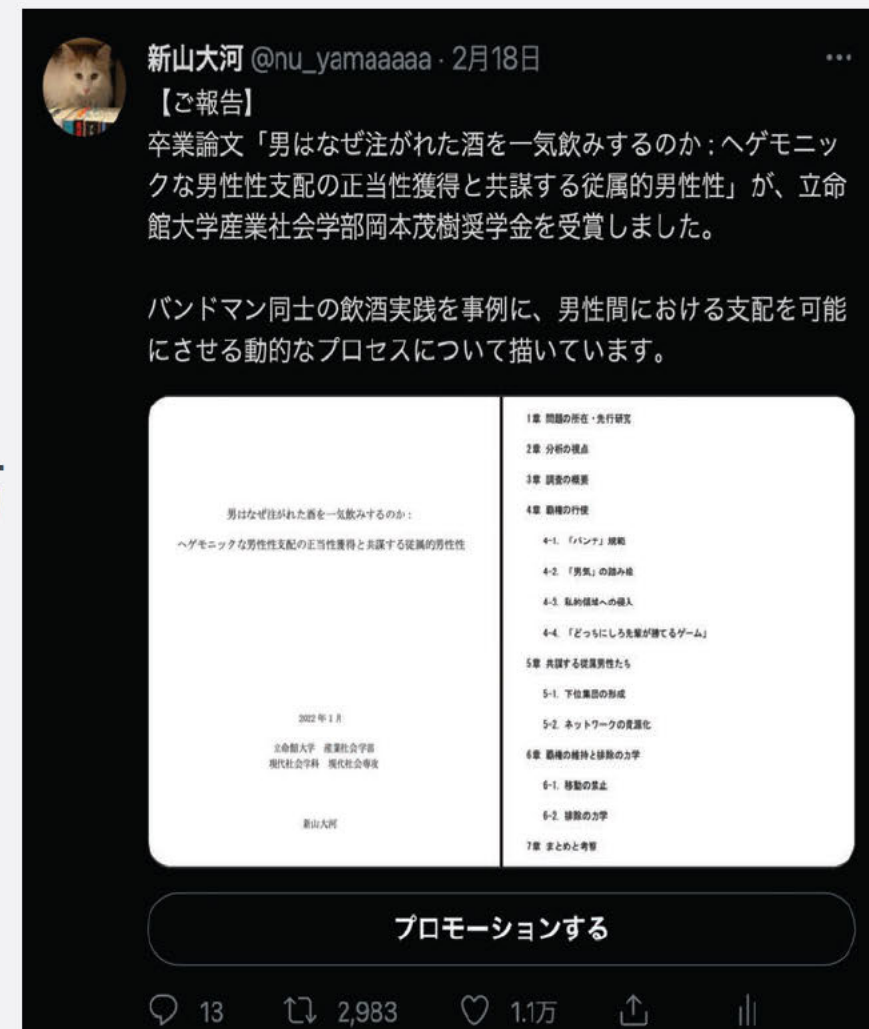 新山大河 @nu_yamaaaaa · 2月18日
【ご報告】
卒業論文「男はなぜ注がれた酒を一気飲みするのか : ヘゲモニッ
クな男性性支配の正当性獲得と共謀する従属的男性性」が、立命
館大学産業社会学部岡本茂樹奨学金を受賞しました。
バンドマン同士の飲酒実践を事例に、男性間における支配を可能
にさせる動的なプロセスについて描いています。
男はなぜ注がれた酒を一気飲みするのか :
ヘゲモニックな男性性支配の正当性獲得と共謀する従属的男性性
2022年1月
立命館大学 産業社会学部
現代社会学科 現代社会専攻
新山大河
1章 問題の所在・先行研究
2章 分析の視点
3章 調査の概要
4章 覇権の行使
4-1. 「バンナ」規範
4-2. 「男気」の踏み絵
4-3. 私的領域への侵入
4-4. 「どっちにしろ先輩が勝てるゲーム」
5章 共謀する従属男性たち
5-1. 下位集団の形成
5-2. ネットワークの資源化
6章 覇権の維持と排除の力学
6-1. 移動の禁止
6-2. 排除の力学
7章 まとめと考察
プロモーションする
13 2,983 1.1万